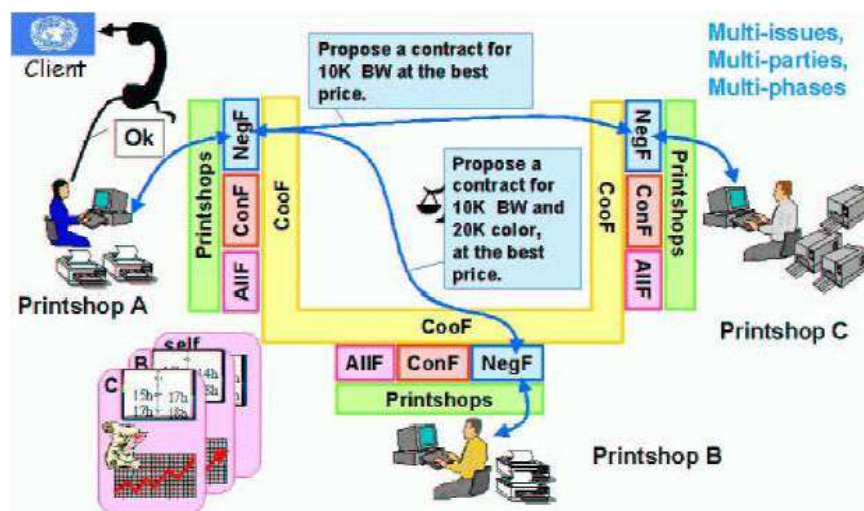 Client
Ok
Printshop A
Printshops
NegF
ConF
AllF
CooF
Propose a contract for
10K BW at the best
price.
Propose a
contract for
10K BW and
20K color,
at the best
price.
Multi-issues,
Multi-parties,
Multi-phases
CooF
NegF
ConF
AllF
Printshops
Printshop C
CooF
AllF
ConF
NegF
Printshops
Printshop B
self
B
14h
C
15h
17h
17h
18h